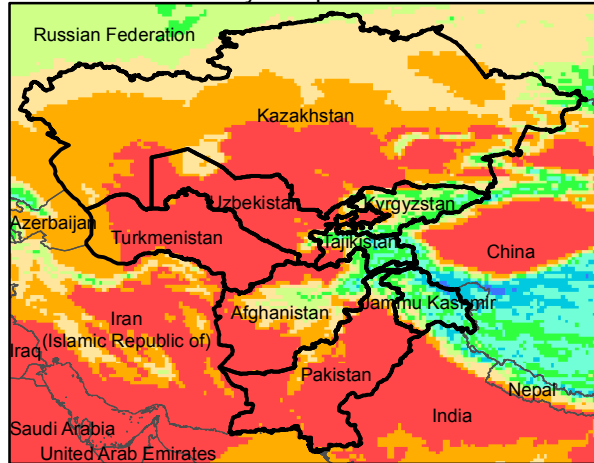 Russian Federation
Kazakhstan
Uzbekistan
Kyrgyzstan
Azerbaijan
Turkmenistan
Tajikistan
China
Jammu Kashmir
Afghanistan
Iran
(Islamic Republic of)
Iraq
Pakistan
Nepal
India
Saudi Arabia
United Arab Emirates